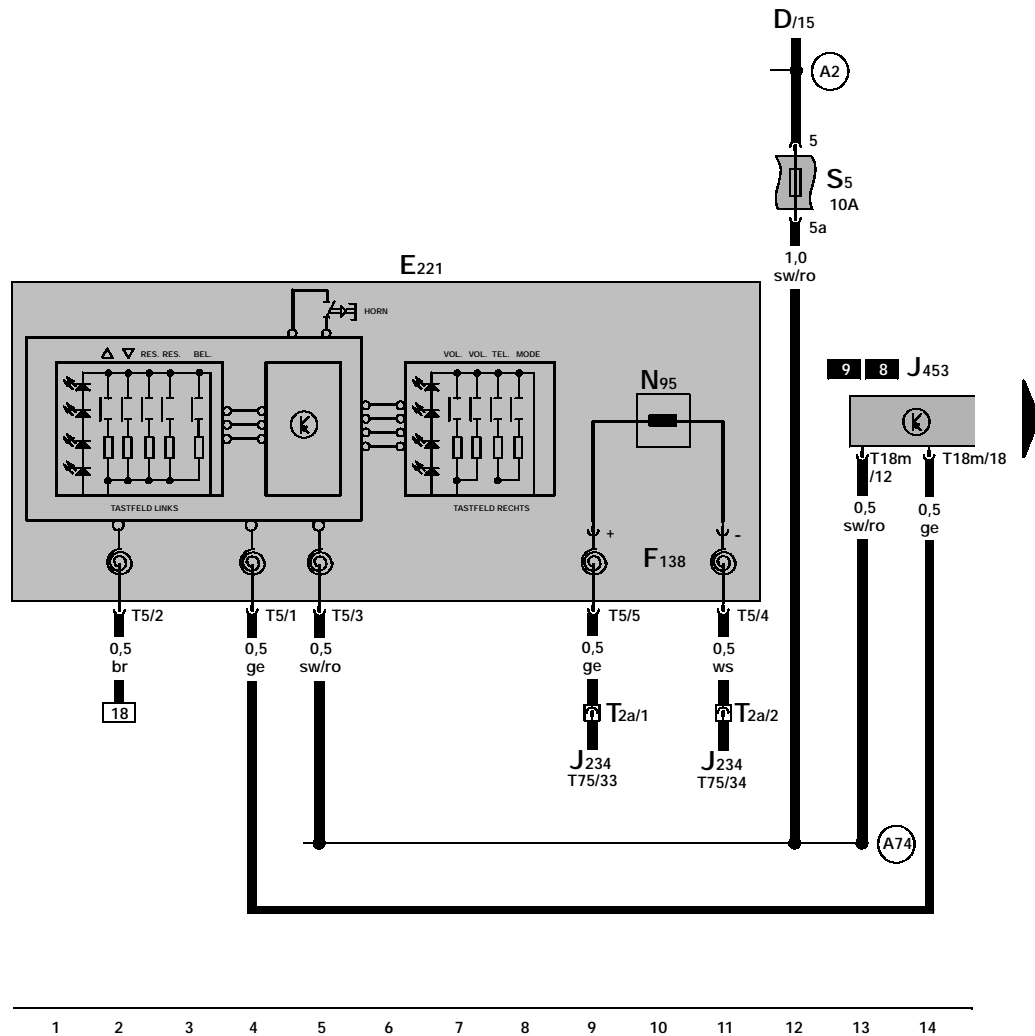 D/15
A2
5
S5
10A
5a
1,0
sw/ro
E221
HORN
RES. RES. BEL.
VOL. VOL. TEL. MODE
N95
9 8 J453
T18m
/12
T18m/18
0,5
sw/ro
0,5
ge
TASTFELD LINKS
TASTFELD RECHTS
+
-
F138
T5/2
T5/1
T5/3
T5/5
T5/4
0,5
br
0,5
ge
0,5
sw/ro
0,5
ge
0,5
ws
18
T2a/1
T2a/2
J234
T75/33
J234
T75/34
A74
1 2 3 4 5 6 7 8 9 10 11 12 13 14